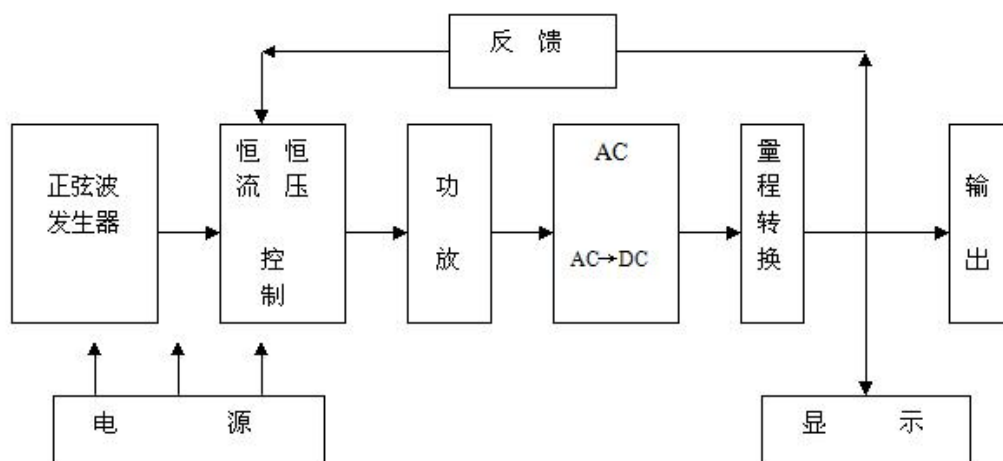 反 馈
正弦波
发生器
恒 恒
流 压
控
制
功
放
AC
AC→DC
量
程
转
换
输
出
电 源
显 示